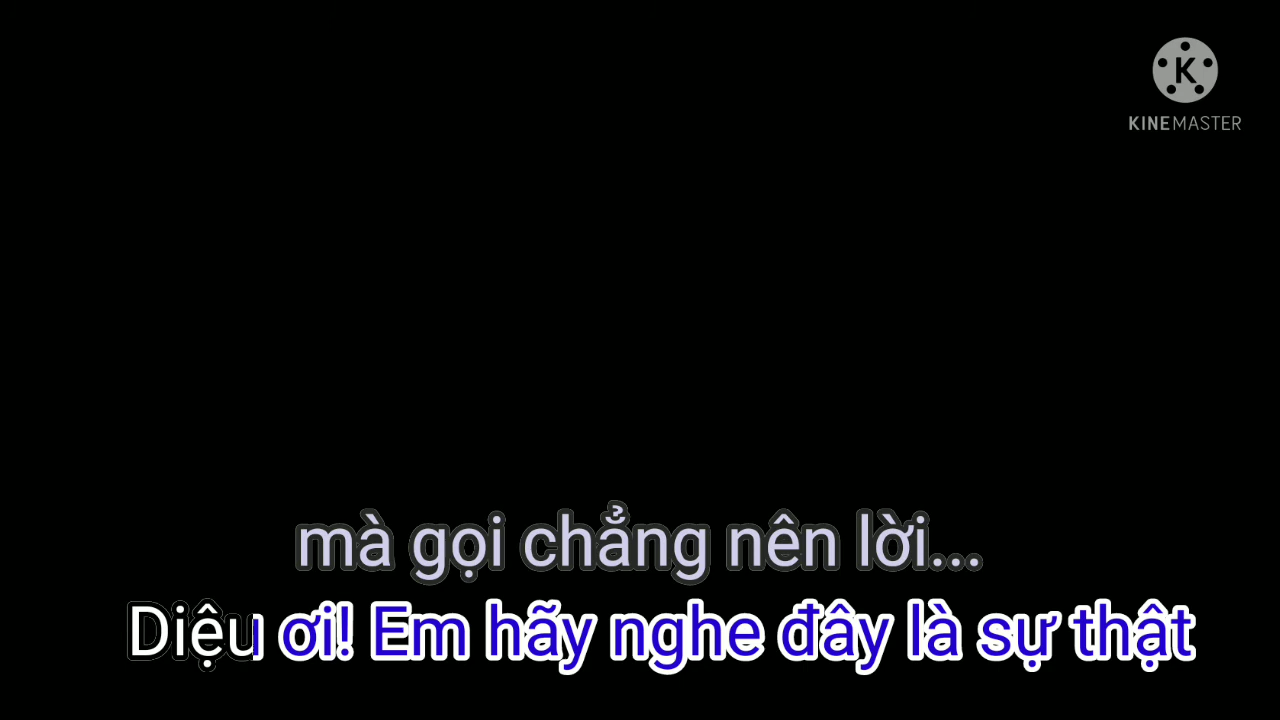 K
KINEMASTER
mà gọi chẳng nên lời...
Diệu ơi! Em hãy nghe đây là sự thật